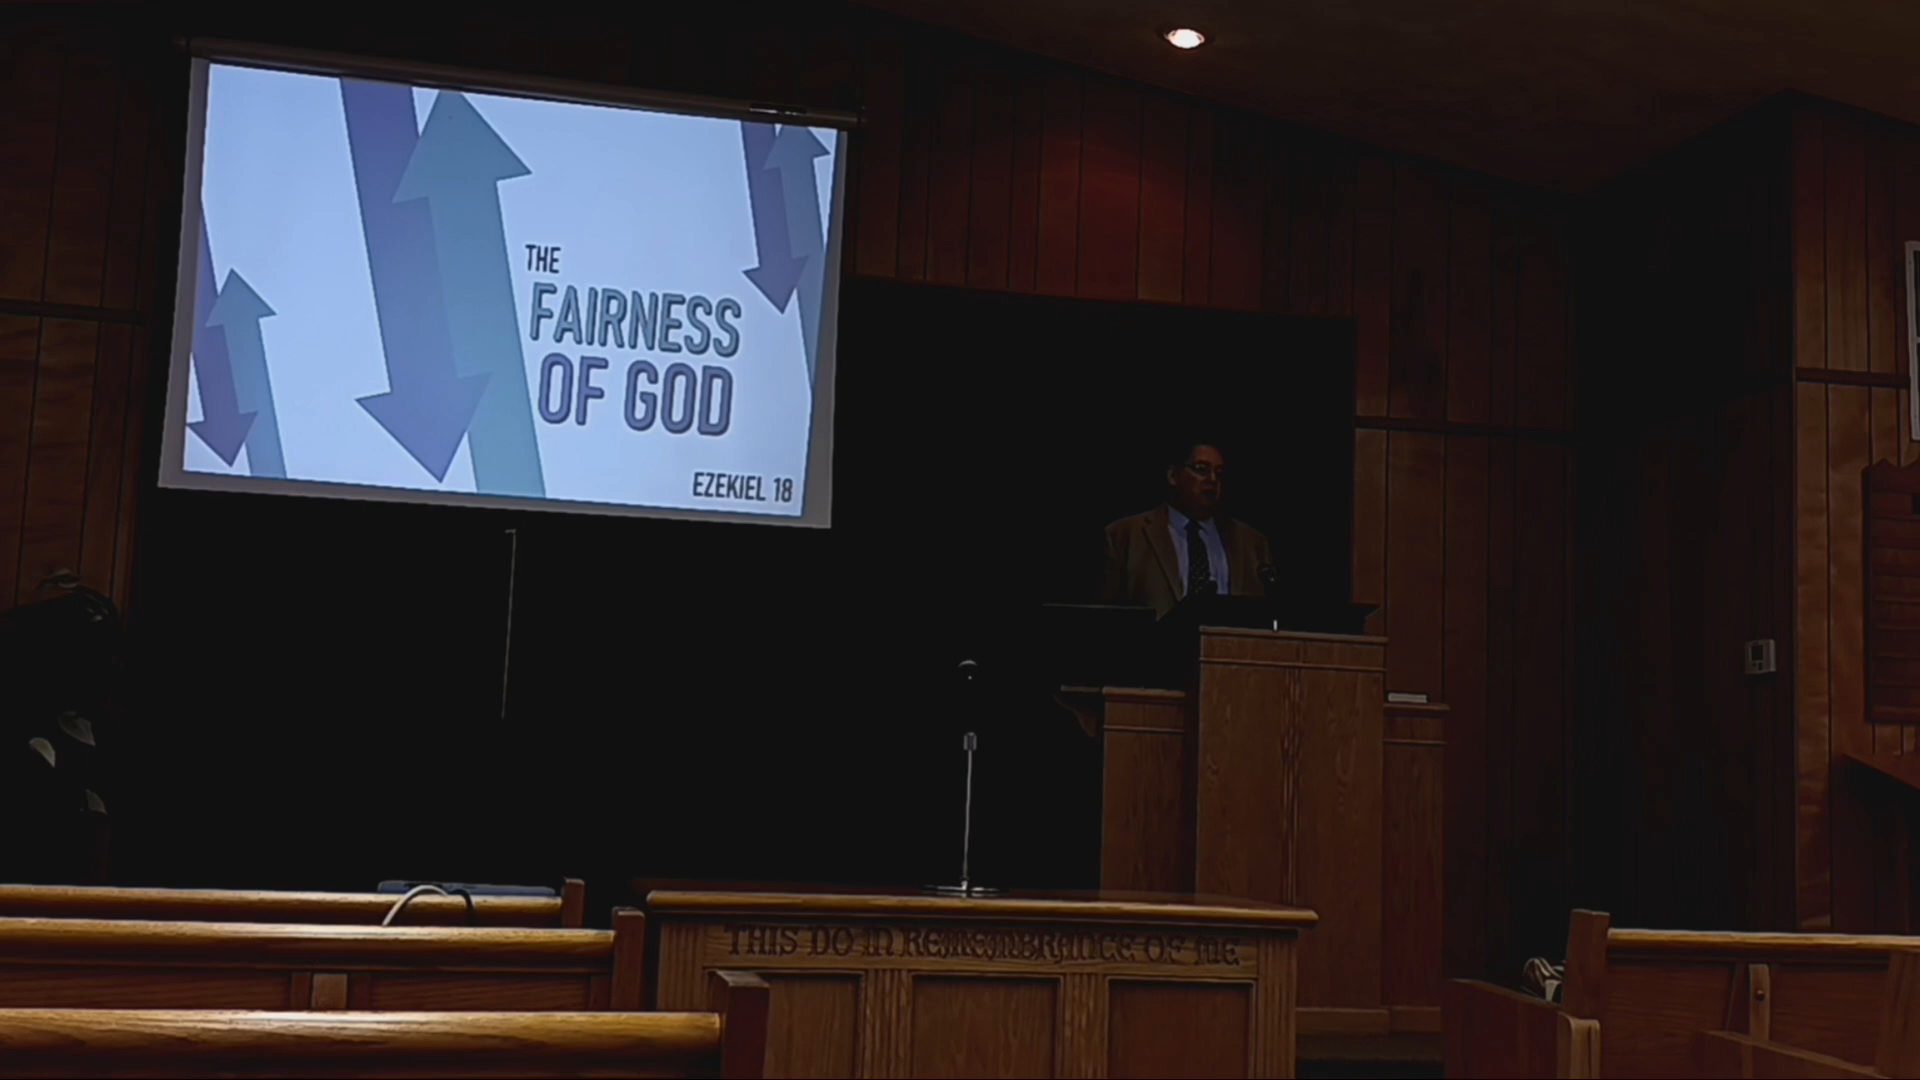 THE
FAIRNESS
OF GOD
EZEKIEL 18
THIS DO IN REMEMBRANCE OF ME